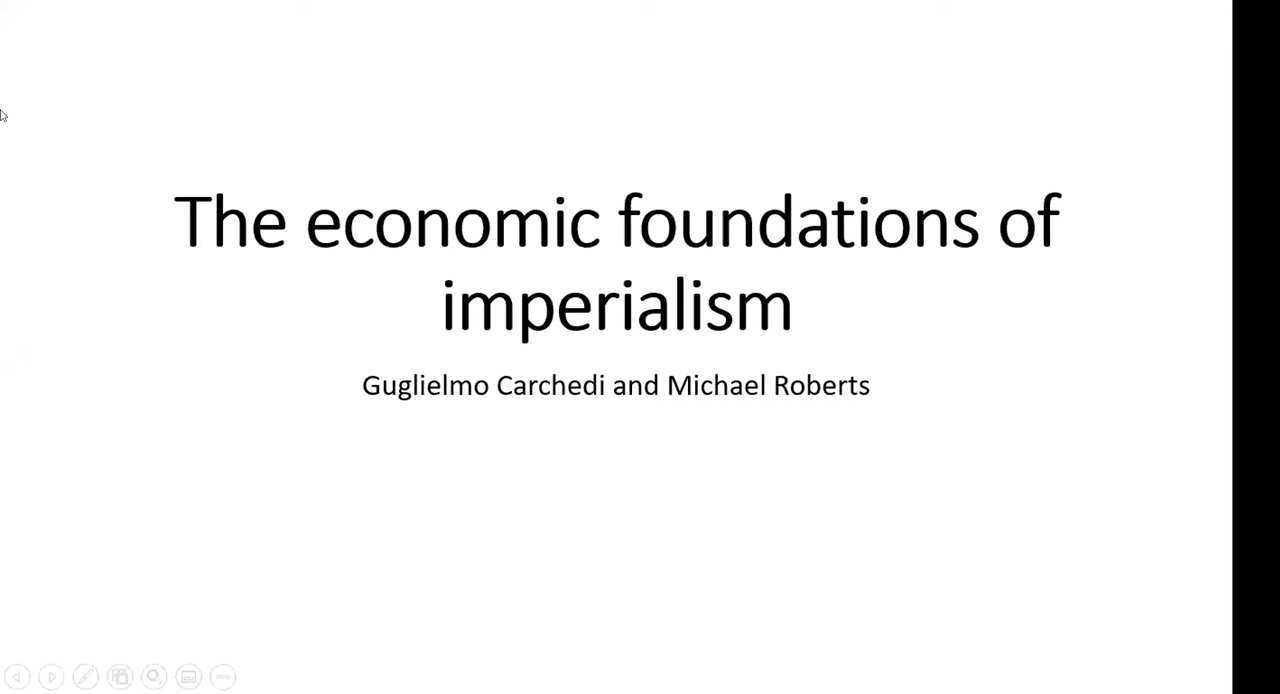 The economic foundations of
imperialism
Guglielmo Carchedi and Michael Roberts